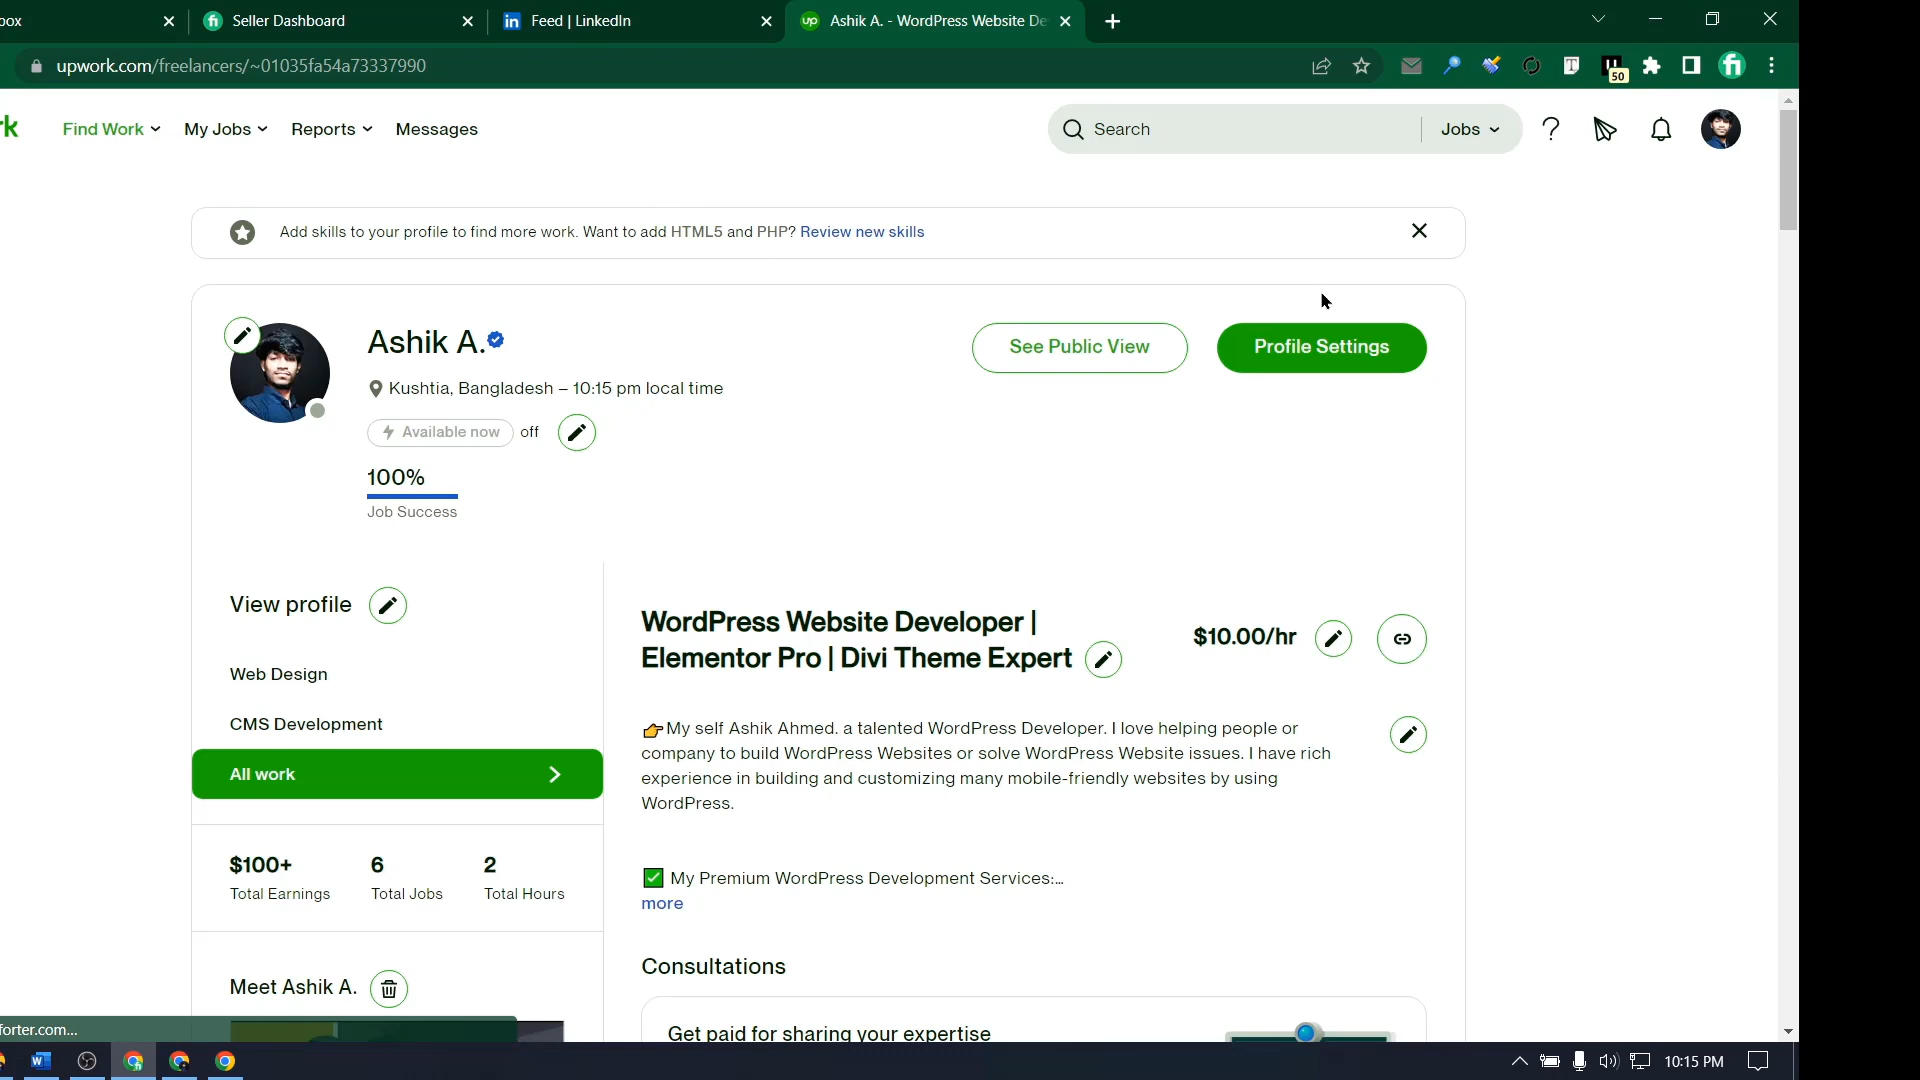 ox
Seller Dashboard
in Feed | LinkedIn
up Ashik A. - WordPress Website De
upwork.com/freelancers/~01035fa54a73337990
50
fi
rk
Find Work
My Jobs
Reports
Messages
Search
Jobs
Add skills to your profile to find more work. Want to add HTML5 and PHP? Review new skills
Ashik A.
See Public View
Profile Settings
Kushtia, Bangladesh – 10:15 pm local time
Available now off
100%
Job Success
View profile
Web Design
CMS Development
All work
$100+ 6 2
Total Earnings Total Jobs Total Hours
Meet Ashik A.
WordPress Website Developer |
Elementor Pro | Divi Theme Expert
$10.00/hr
👉My self Ashik Ahmed. a talented WordPress Developer. I love helping people or
company to build WordPress Websites or solve WordPress Website issues. I have rich
experience in building and customizing many mobile-friendly websites by using
WordPress.
✅ My Premium WordPress Development Services:...
more
Consultations
Get paid for sharing your expertise
forter.com...
10:15 PM